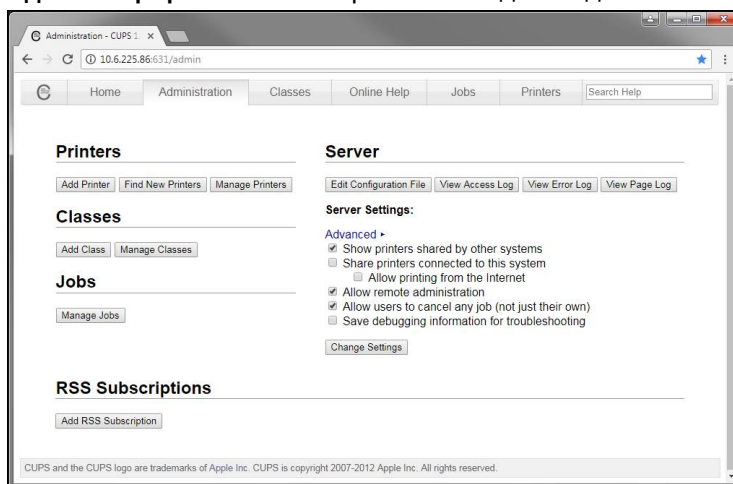 Administration - CUPS 1.
10.6.225.86:631/admin
Home Administration Classes Online Help Jobs Printers Search Help
Printers
Add Printer Find New Printers Manage Printers
Classes
Add Class Manage Classes
Jobs
Manage Jobs
Server
Edit Configuration File View Access Log View Error Log View Page Log
Server Settings:
Advanced
Show printers shared by other systems
Share printers connected to this system
Allow printing from the Internet
Allow remote administration
Allow users to cancel any job (not just their own)
Save debugging information for troubleshooting
Change Settings
RSS Subscriptions
Add RSS Subscription
CUPS and the CUPS logo are trademarks of Apple Inc. CUPS is copyright 2007-2012 Apple Inc. All rights reserved.